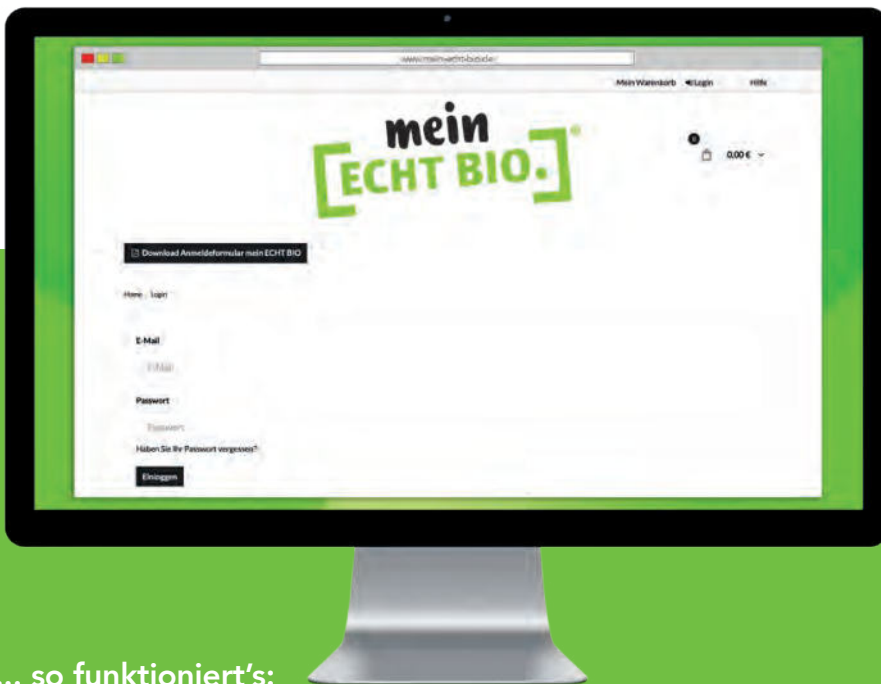 www.mein-echt-bio.de
Mein Warenkorb Login Hilfe
mein
ECHT BIO.®
0
0,00 €
Download Anmeldeformular mein ECHT BIO
Home Login
E-Mail
E-Mail
Passwort
Passwort
Haben Sie Ihr Passwort vergessen?
Einloggen
... so funktioniert's: